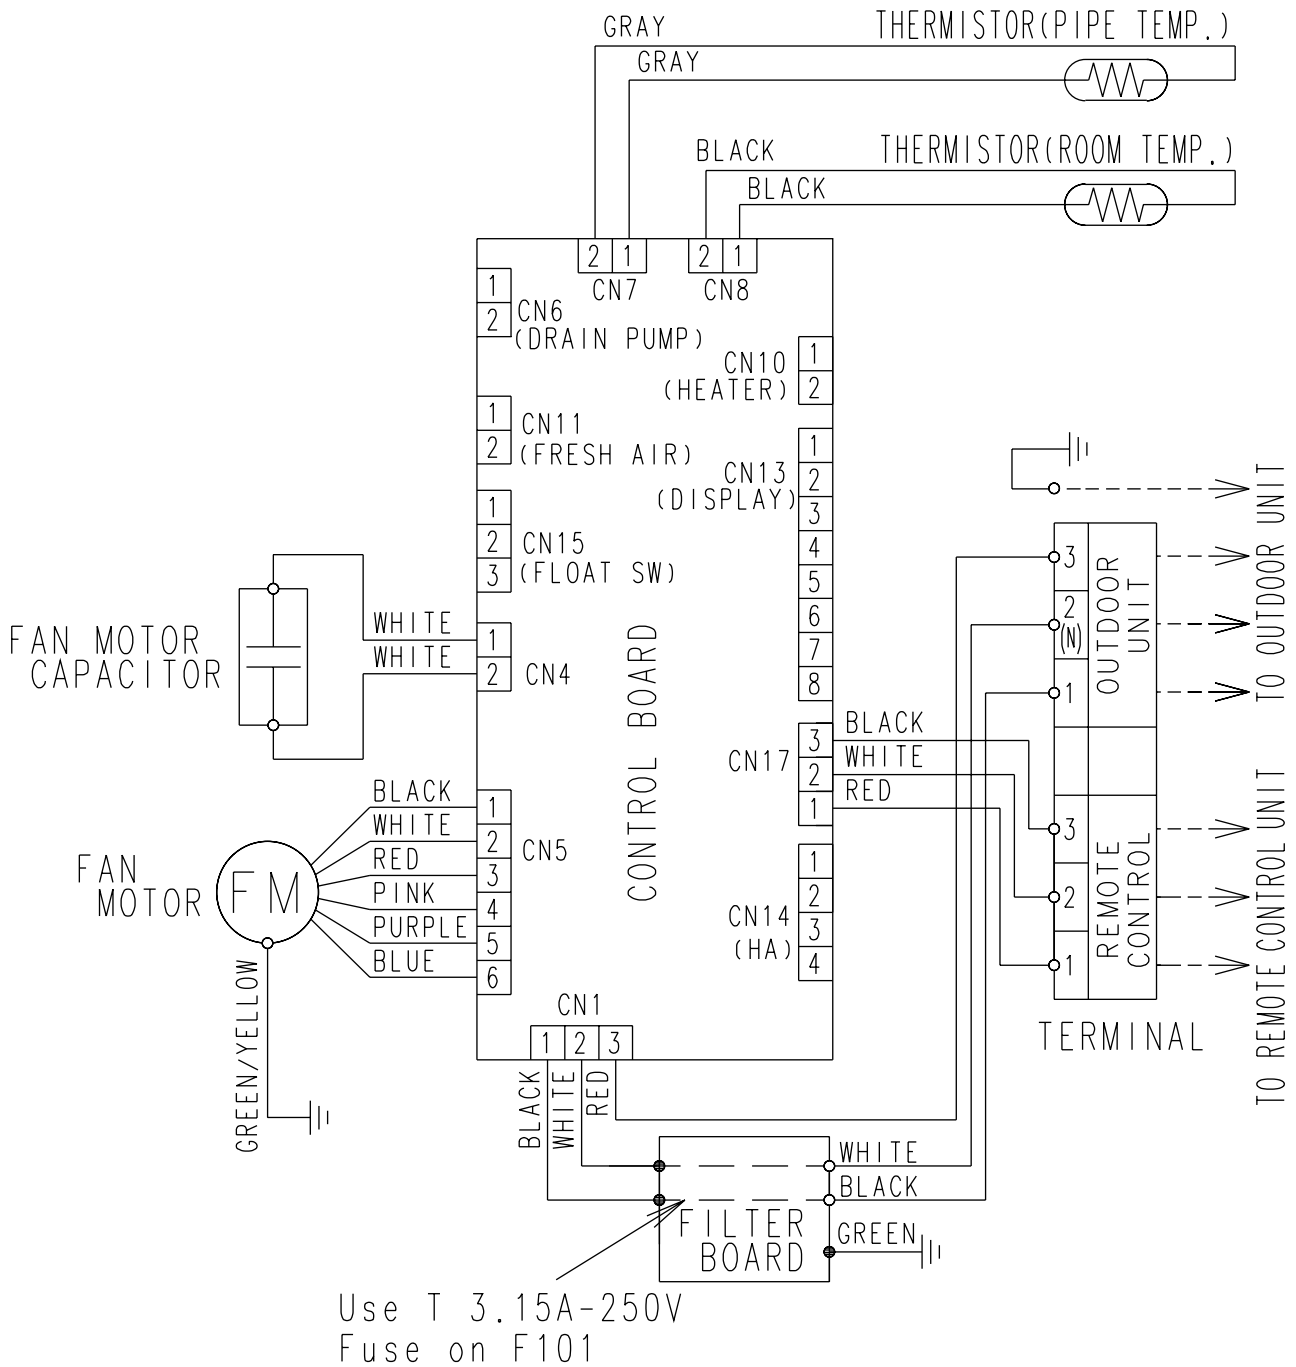 GRAY
THERMISTOR(PIPE TEMP.)
GRAY
BLACK
THERMISTOR(ROOM TEMP.)
BLACK
2 1
CN7
2 1
CN8
1
2
CN6
(DRAIN PUMP)
CN10
(HEATER)
1
2
1
2
CN11
(FRESH AIR)
CN13
(DISPLAY)
1
2
3
4
5
6
7
8
1
2
3
CN15
(FLOAT SW)
FAN MOTOR
CAPACITOR
WHITE
WHITE
1
2
CN4
CONTROL BOARD
CN17
3
2
1
BLACK
WHITE
RED
FAN
MOTOR
FM
BLACK
WHITE
RED
PINK
PURPLE
BLUE
1
2
3
4
5
6
CN5
GREEN/YELLOW
CN14
(HA)
1
2
3
4
3
2
(N)
1
OUTDOOR
UNIT
TO OUTDOOR UNIT
3
2
1
REMOTE
CONTROL
TO REMOTE CONTROL UNIT
TERMINAL
CN1
1 2 3
BLACK
WHITE
RED
WHITE
BLACK
GREEN
FILTER
BOARD
Use T 3.15A-250V
Fuse on F101